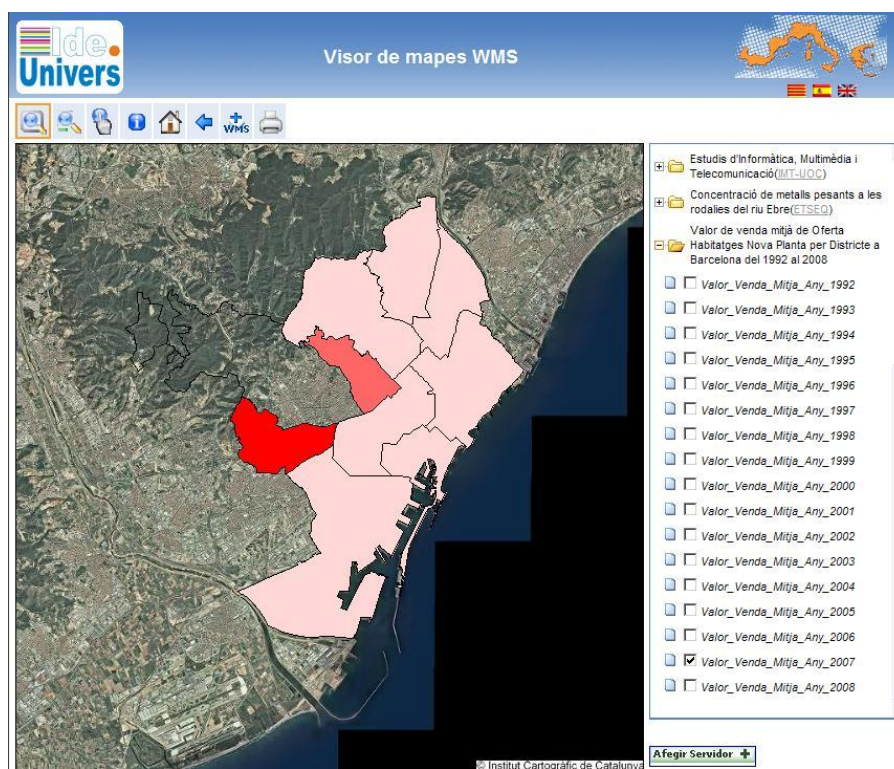 Ide
Univers
Visor de mapes WMS
WMS
Estudis d'Informàtica, Multimèdia i
Telecomunicació(IMT-UOC)
Concentració de metalls pesants a les
rodalies del riu Ebre(ETSEQ)
Valor de venda mitjà de Oferta
Habitatges Nova Planta per Districte a
Barcelona del 1992 al 2008
Valor_Venda_Mitja_Any_1992
Valor_Venda_Mitja_Any_1993
Valor_Venda_Mitja_Any_1994
Valor_Venda_Mitja_Any_1995
Valor_Venda_Mitja_Any_1996
Valor_Venda_Mitja_Any_1997
Valor_Venda_Mitja_Any_1998
Valor_Venda_Mitja_Any_1999
Valor_Venda_Mitja_Any_2000
Valor_Venda_Mitja_Any_2001
Valor_Venda_Mitja_Any_2002
Valor_Venda_Mitja_Any_2003
Valor_Venda_Mitja_Any_2004
Valor_Venda_Mitja_Any_2005
Valor_Venda_Mitja_Any_2006
Valor_Venda_Mitja_Any_2007
Valor_Venda_Mitja_Any_2008
© Institut Cartogràfic de Catalunya
Afegir Servidor